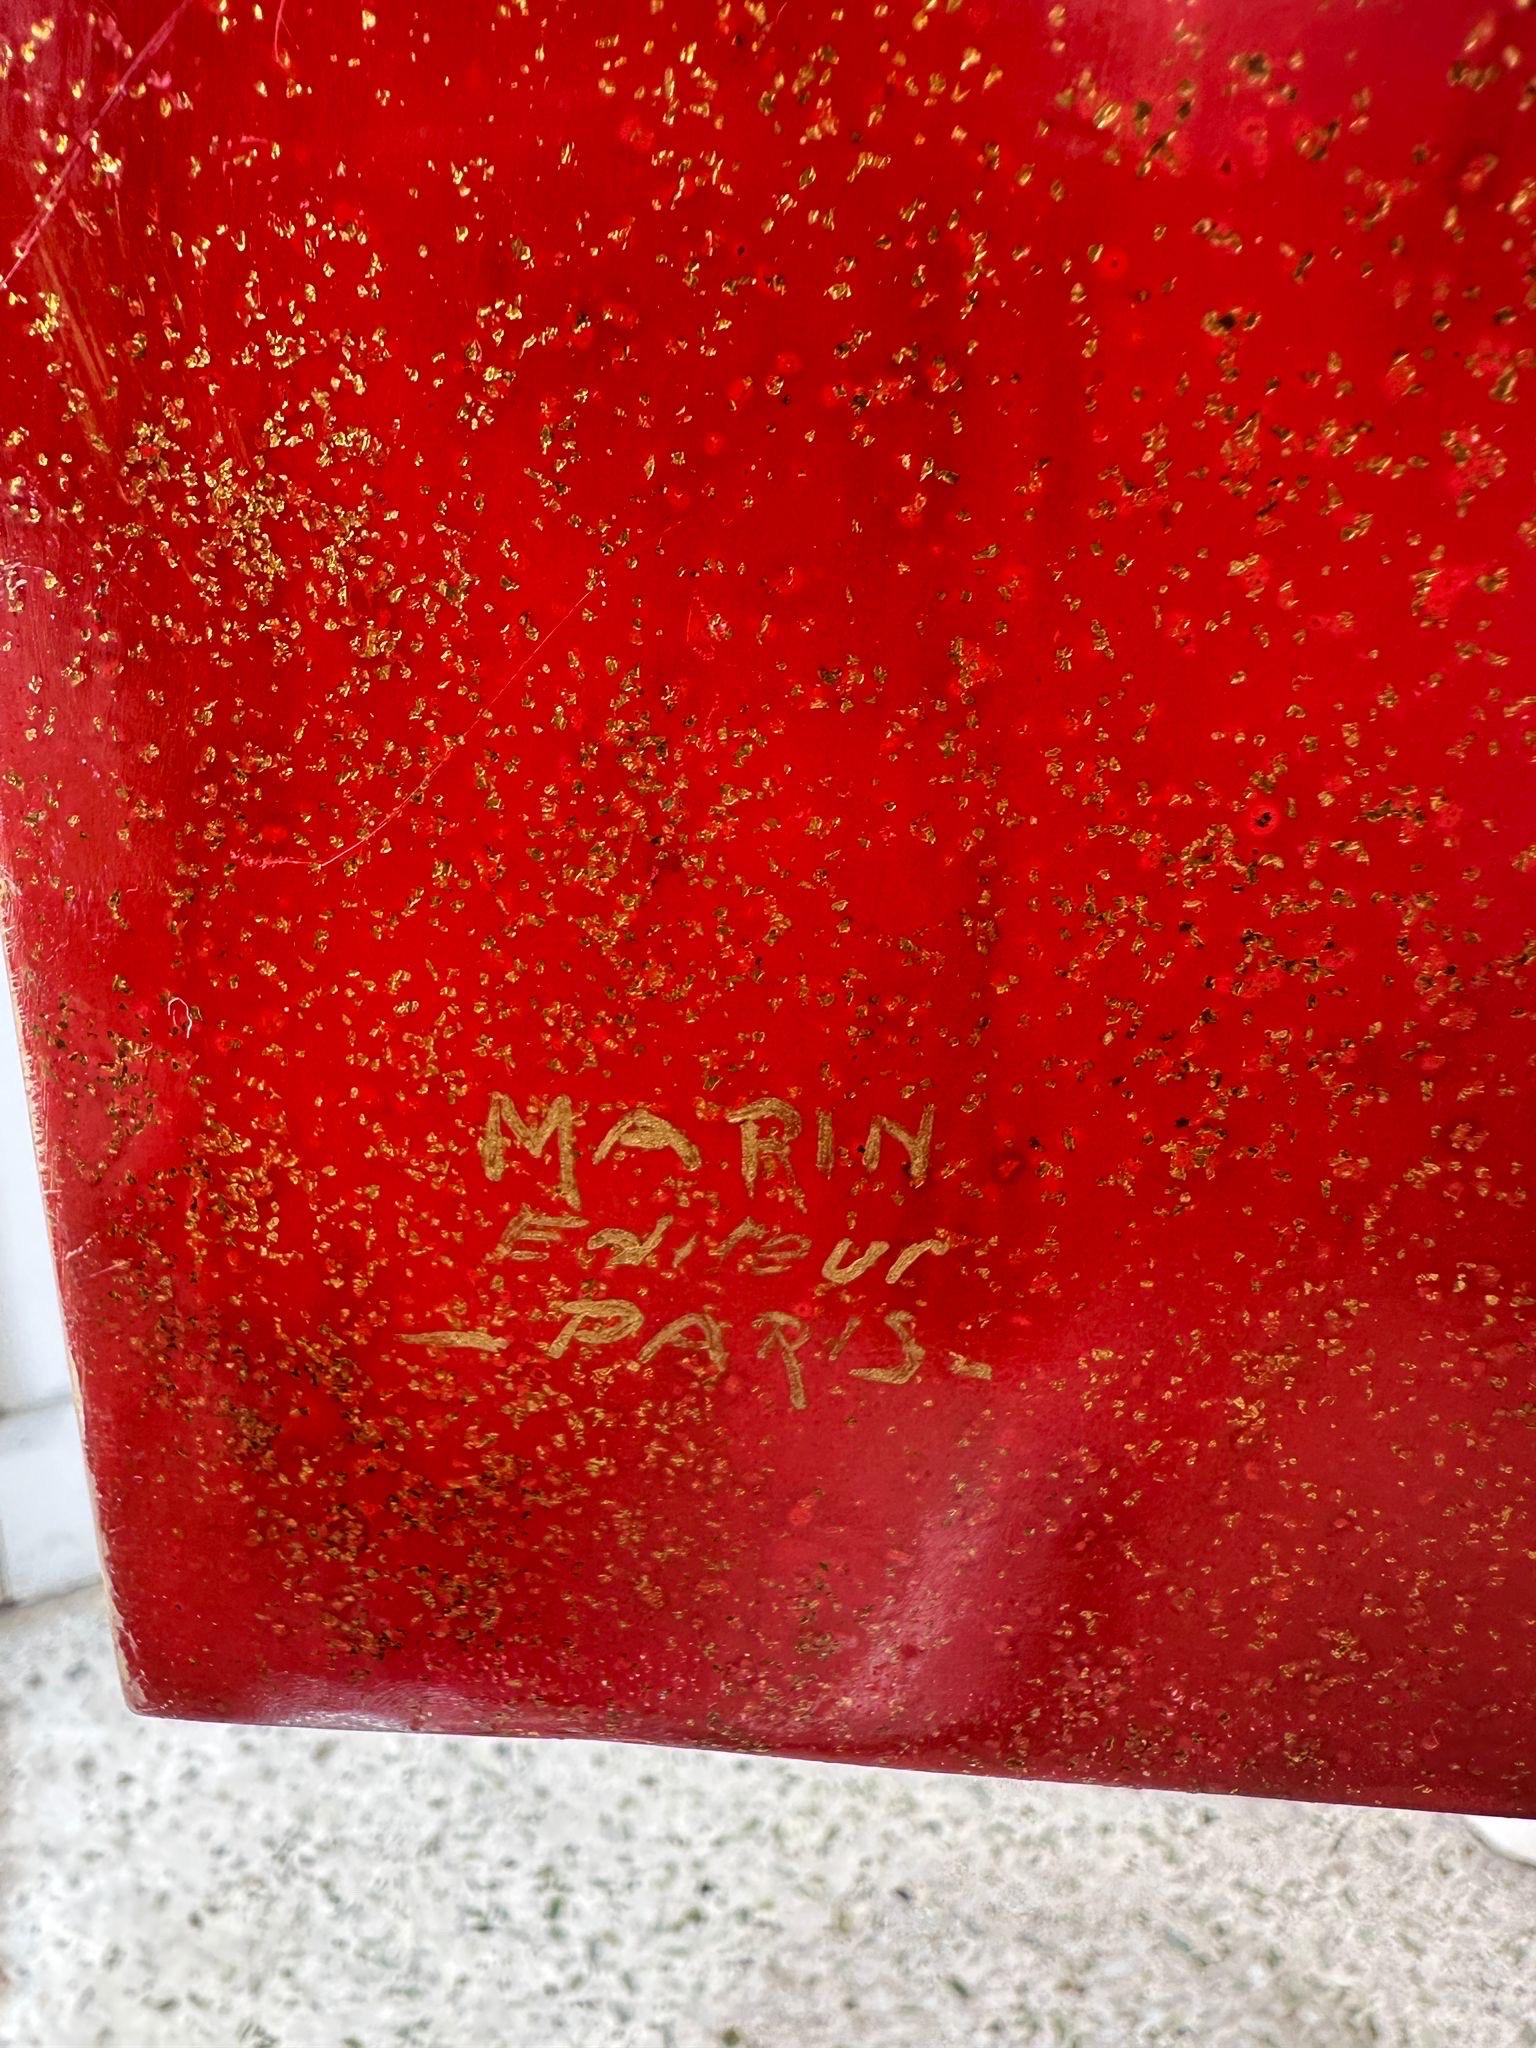 MARIN
Editeur
- PARIS -